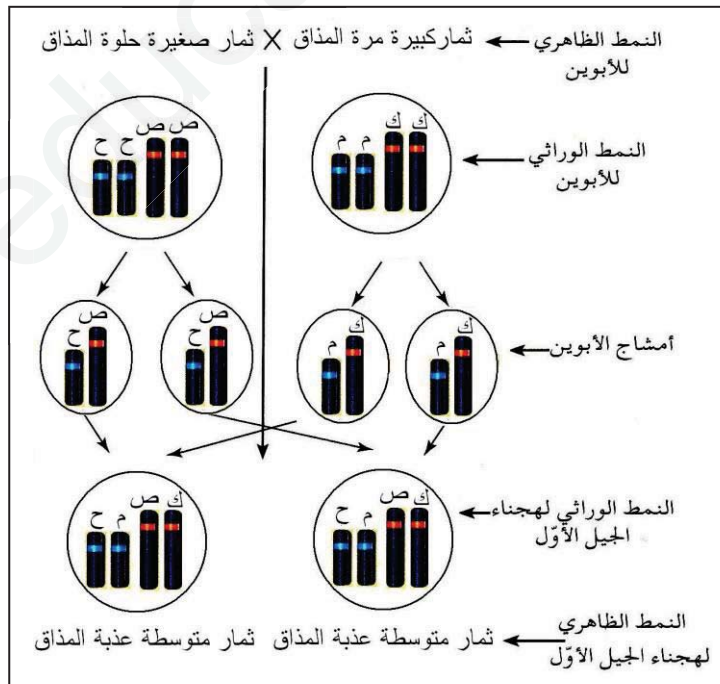 ثمار صغيرة حلوة المذاق X ثمار كبيرة مرة المذاق
النمط الظاهري
للأبوين
ح ح ص ص
م م ك ك
النمط الوراثي
للأبوين
ح ص
ح ص
م ك
م ك
أمشاج الأبوين
ح م ص ك
ح م ص ك
النمط الوراثي لهجناء
الجيل الأوّل
ثمار متوسطة عذبة المذاق
ثمار متوسطة عذبة المذاق
النمط الظاهري
لهجناء الجيل الأوّل